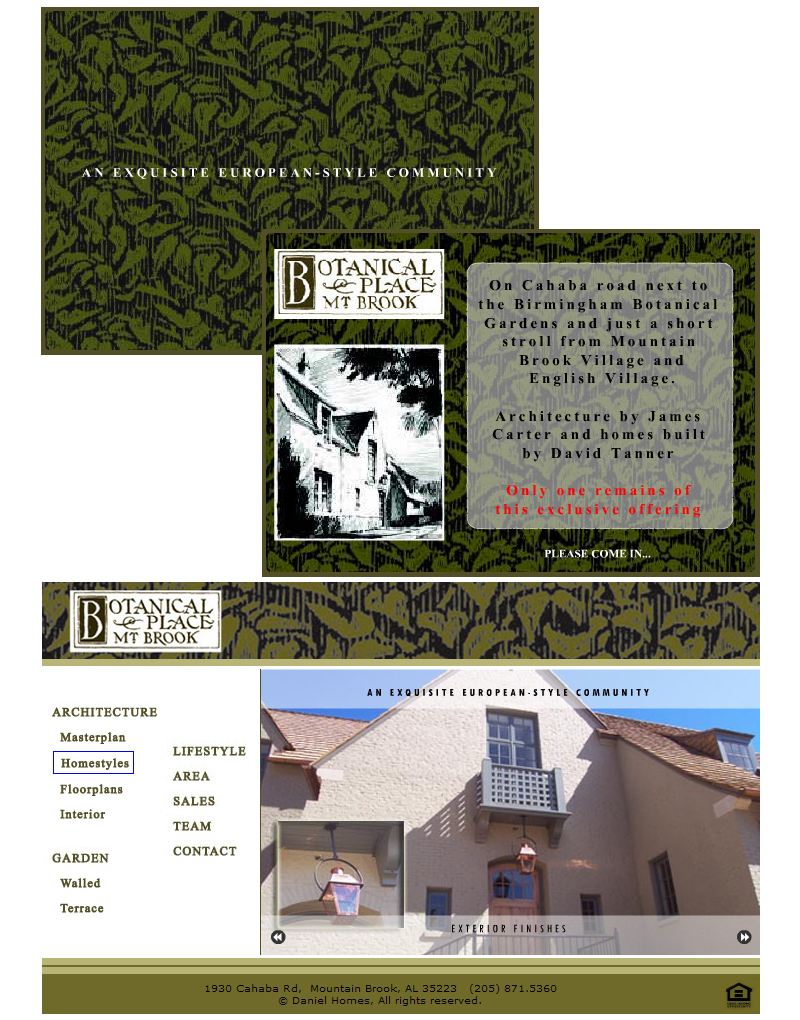 AN EXQUISITE EUROPEAN-STYLE COMMUNITY
BOTANICAL
PLACE
MT BROOK
On Cahaba road next to
the Birmingham Botanical
Gardens and just a short
stroll from Mountain
Brook Village and
English Village.
Architecture by James
Carter and homes built
by David Tanner
Only one remains of
this exclusive offering
PLEASE COME IN...
BOTANICAL
PLACE
MT BROOK
ARCHITECTURE
Masterplan
Homestyles
Floorplans
Interior
GARDEN
Walled
Terrace
LIFESTYLE
AREA
SALES
TEAM
CONTACT
AN EXQUISITE EUROPEAN-STYLE COMMUNITY
EXTERIOR FINISHES
1930 Cahaba Rd, Mountain Brook, AL 35223 (205) 871.5360
© Daniel Homes, All rights reserved.